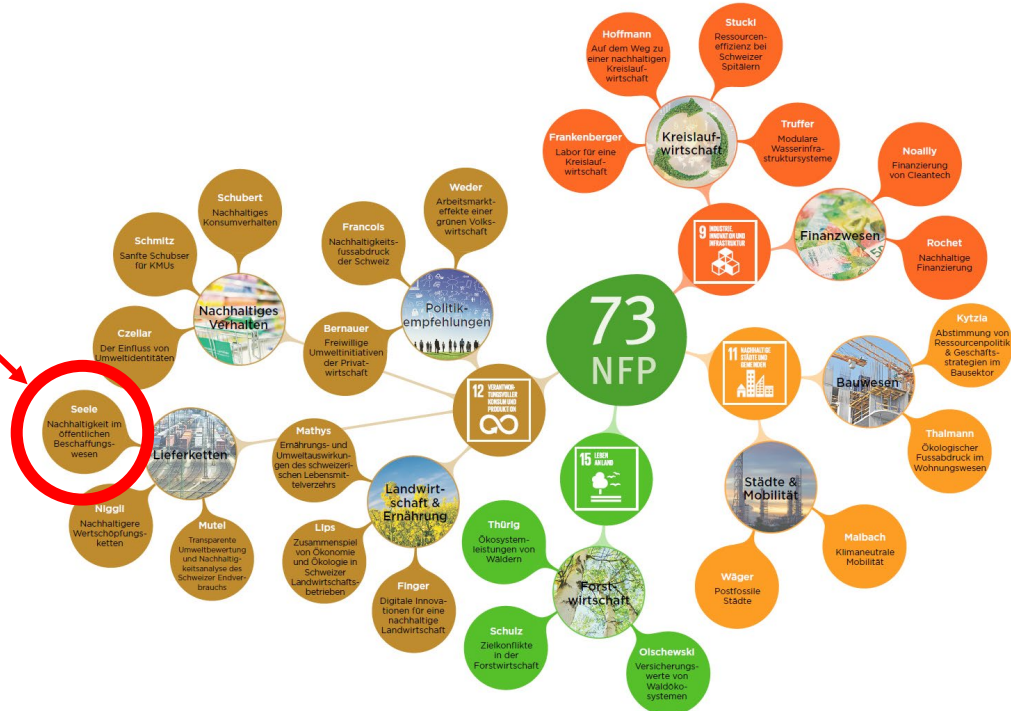 Hoffmann
Auf dem Weg zu
einer nachhaltigen
Kreislauf-
wirtschaft
Stucki
Ressourcen-
effizienz bei
Schweizer
Spitälern
Frankenberger
Labor für eine
Kreislauf-
wirtschaft
Kreislauf-
wirtschaft
Truffer
Modulare
Wasserinfra-
struktursysteme
Noailly
Finanzierung
von Cleantech
9 INDUSTRIE,
INNOVATION UND
INFRASTRUKTUR
Finanzwesen
Rochet
Nachhaltige
Finanzierung
Schubert
Nachhaltiges
Konsumverhalten
Weder
Arbeitsmarkt-
effekte einer
grünen Volks-
wirtschaft
Francois
Nachhaltigkeits-
fussabdruck
der Schweiz
Schmitz
Sanfte Schubser
für KMUs
Nachhaltiges
Verhalten
Politik-
empfehlungen
Czellar
Der Einfluss von
Umweltidentitäten
Bernauer
Freiwillige
Umweltinitiativen
der Privat-
wirtschaft
73
NFP
12 VERANTWOR-
TUNGSVOLLER
KONSUM UND
PRODUKTION
11 NACHHALTIGE
STÄDTE UND
GEMEINDEN
Kytzia
Abstimmung von
Ressourcenpolitik
& Geschäfts-
strategien im
Bausektor
Bauwesen
Thalmann
Ökologischer
Fussabdruck im
Wohnungswesen
Seele
Nachhaltigkeit im
öffentlichen
Beschaffungs-
wesen
Lieferketten
Niggli
Nachhaltigere
Wertschöpfungs-
ketten
Mutel
Transparente
Umweltbewertung
und Nachhaltig-
keitsanalyse des
Schweizer Endver-
brauchs
Mathys
Ernährungs- und
Umweltauswirkun-
gen des schweizeri-
schen Lebensmit-
telverzehrs
Landwirt-
schaft &
Ernährung
Lips
Zusammenspiel
von Ökonomie
und Ökologie in
Schweizer
Landwirtschafts-
betrieben
Finger
Digitale Innova-
tionen für eine
nachhaltige
Landwirtschaft
15 LEBEN
AN LAND
Städte &
Mobilität
Maibach
Klimaneutrale
Mobilität
Wäger
Postfossile
Städte
Thürig
Ökosystem-
leistungen von
Wäldern
Forst-
wirtschaft
Schulz
Zielkonflikte
in der
Forstwirtschaft
Olschewski
Versicherungs-
werte von
Waldöko-
systemen